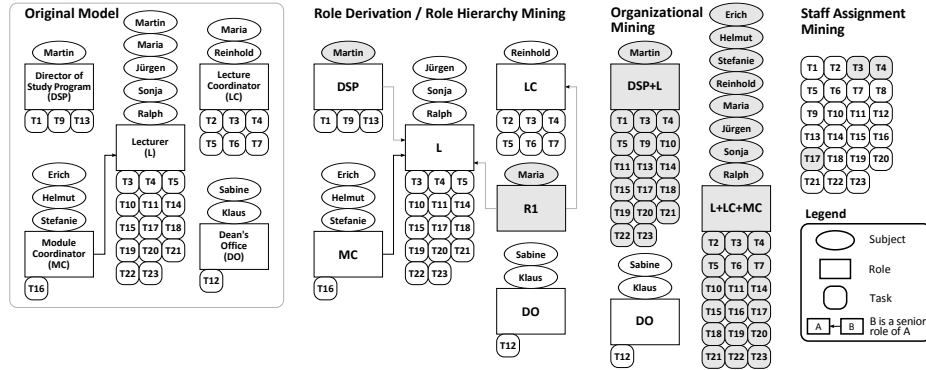 Original Model
Martin
Maria
Jürgen
Sonja
Ralph
Martin
Director of
Study Program
(DSP)
T1 T9 T13
Maria
Reinhold
Lecture
Coordinator
(LC)
T2 T3 T4
T5 T6 T7
Lecturer
(L)
T3 T4 T5
T10 T11 T14
T15 T17 T18
T19 T20 T21
T22 T23
Erich
Helmut
Stefanie
Module
Coordinator
(MC)
T16
Sabine
Klaus
Dean's
Office
(DO)
T12
Role Derivation / Role Hierarchy Mining
Martin
DSP
T1 T9 T13
Jürgen
Sonja
Ralph
L
T3 T4 T5
T10 T11 T14
T15 T17 T18
T19 T20 T21
T22 T23
Reinhold
LC
T2 T3 T4
T5 T6 T7
Maria
R1
Erich
Helmut
Stefanie
MC
T16
Sabine
Klaus
DO
T12
Organizational
Mining
Martin
DSP+L
T1 T3 T4
T5 T9 T10
T11 T13 T14
T15 T17 T18
T19 T20 T21
T22 T23
Sabine
Klaus
DO
T12
Erich
Helmut
Stefanie
Reinhold
Maria
Jürgen
Sonja
Ralph
L+LC+MC
T2 T3 T4
T5 T6 T7
T10 T11 T14
T15 T16 T17
T18 T19 T20
T21 T22 T23
Staff Assignment
Mining
T1 T2 T3 T4
T5 T6 T7 T8
T9 T10 T11 T12
T13 T14 T15 T16
T17 T18 T19 T20
T21 T22 T23
Legend
Subject
Role
Task
A B B is a senior
role of A